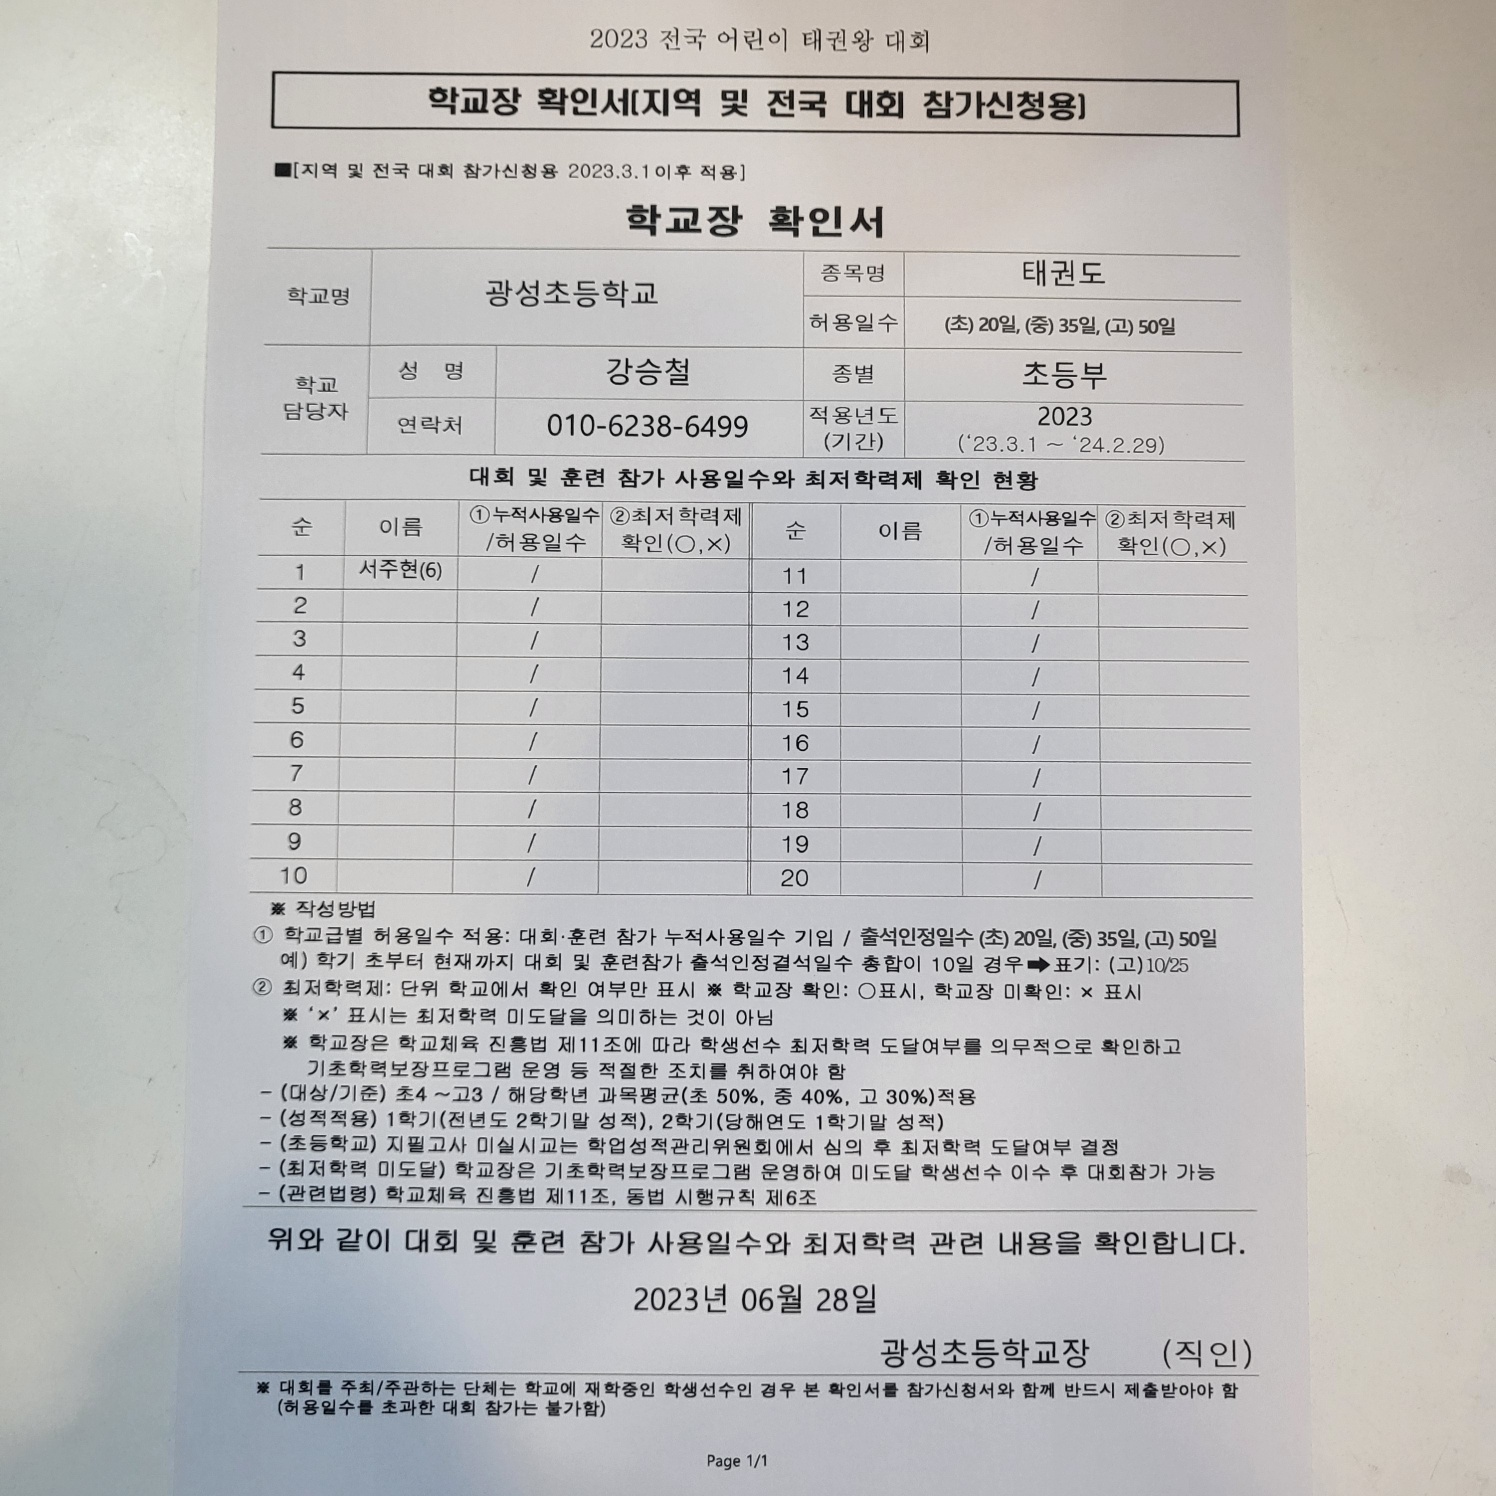 2023 전국 어린이 태권왕 대회
학교장 확인서(지역 및 전국 대회 참가신청용)
■[지역 및 전국 대회 참가신청용 2023.3.1이후 적용]
학교장 확인서
학교명 광성초등학교 종목명 태권도
허용일수 (초) 20일, (중) 35일, (고) 50일
학교 담당자 성 명 강승철 종별 초등부
연락처 010-6238-6499 적용년도 (기간) 2023 (‘23.3.1 ~ ‘24.2.29)
대회 및 훈련 참가 사용일수와 최저학력제 확인 현황
순 이름 ①누적사용일수 /허용일수 ②최저학력제 확인(○,×) 순 이름 ①누적사용일수 /허용일수 ②최저학력제 확인(○,×)
1 서주현(6) / 11 /
2 / 12 /
3 / 13 /
4 / 14 /
5 / 15 /
6 / 16 /
7 / 17 /
8 / 18 /
9 / 19 /
10 / 20 /
※ 작성방법
① 학교급별 허용일수 적용: 대회·훈련 참가 누적사용일수 기입 / 출석인정일수 (초) 20일, (중) 35일, (고) 50일
예) 학기 초부터 현재까지 대회 및 훈련참가 출석인정결석일수 총합이 10일 경우➡표기: (고)10/25
② 최저학력제: 단위 학교에서 확인 여부만 표시 ※ 학교장 확인: ○표시, 학교장 미확인: × 표시
※ ‘×’ 표시는 최저학력 미도달을 의미하는 것이 아님
※ 학교장은 학교체육 진흥법 제11조에 따라 학생선수 최저학력 도달여부를 의무적으로 확인하고
기초학력보장프로그램 운영 등 적절한 조치를 취하여야 함
- (대상/기준) 초4 ~고3 / 해당학년 과목평균(초 50%, 중 40%, 고 30%)적용
- (성적적용) 1학기(전년도 2학기말 성적), 2학기(당해연도 1학기말 성적)
- (초등학교) 지필고사 미실시교는 학업성적관리위원회에서 심의 후 최저학력 도달여부 결정
- (최저학력 미도달) 학교장은 기초학력보장프로그램 운영하여 미도달 학생선수 이수 후 대회참가 가능
- (관련법령) 학교체육 진흥법 제11조, 동법 시행규칙 제6조
위와 같이 대회 및 훈련 참가 사용일수와 최저학력 관련 내용을 확인합니다.
2023년 06월 28일
광성초등학교장 (직인)
※ 대회를 주최/주관하는 단체는 학교에 재학중인 학생선수인 경우 본 확인서를 참가신청서와 함께 반드시 제출받아야 함
(허용일수를 초과한 대회 참가는 불가함)
Page 1/1